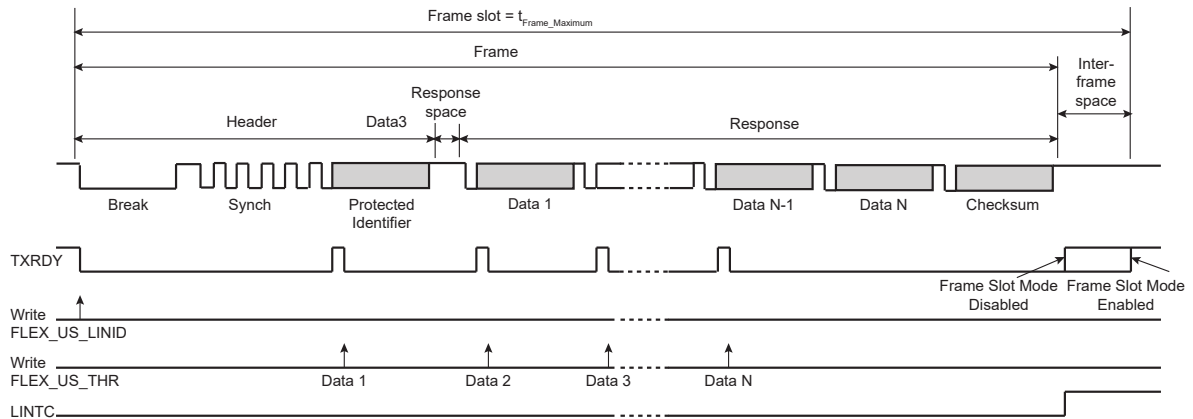 Frame slot = tFrame_Maximum
Frame
Inter-
frame
space
Response
space
Header
Data3
Response
Break
Synch
Protected
Identifier
Data 1
Data N-1
Data N
Checksum
TXRDY
Frame Slot Mode
Disabled
Frame Slot Mode
Enabled
Write
FLEX_US_LINID
Write
FLEX_US_THR
Data 1
Data 2
Data 3
Data N
LINTC